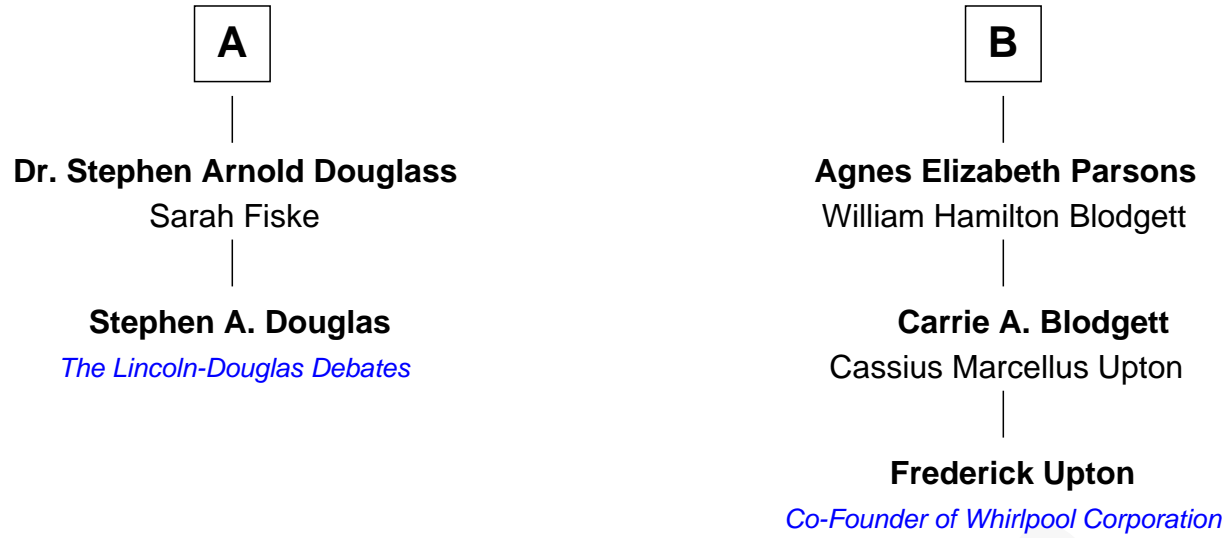 A
Dr. Stephen Arnold Douglass
Sarah Fiske
Stephen A. Douglas
The Lincoln-Douglas Debates
B
Agnes Elizabeth Parsons
William Hamilton Blodgett
Carrie A. Blodgett
Cassius Marcellus Upton
Frederick Upton
Co-Founder of Whirlpool Corporation